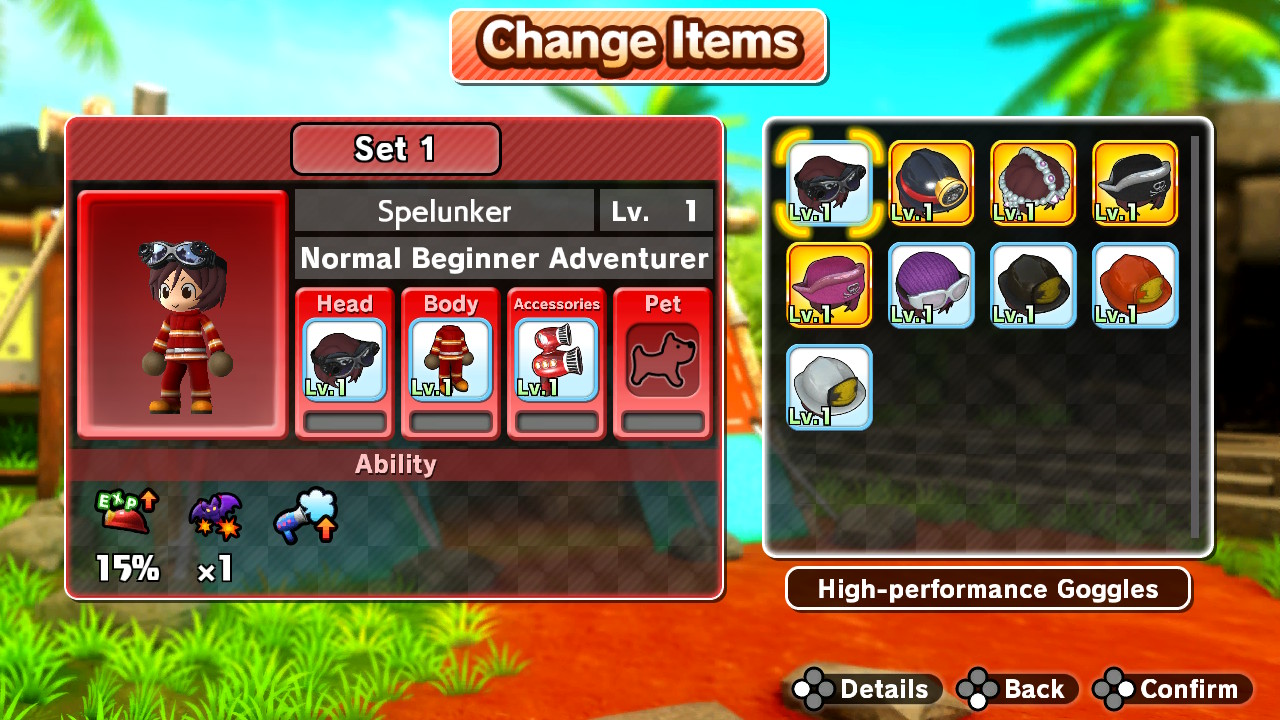 Change Items
Set 1
Spelunker
Lv. 1
Normal Beginner Adventurer
Head
Body
Accessories
Pet
Lv.1
Lv.1
Lv.1
Ability
EXP
15%
×1
Lv.1
Lv.1
Lv.1
Lv.1
Lv.1
Lv.1
Lv.1
Lv.1
Lv.1
High-performance Goggles
Details
Back
Confirm